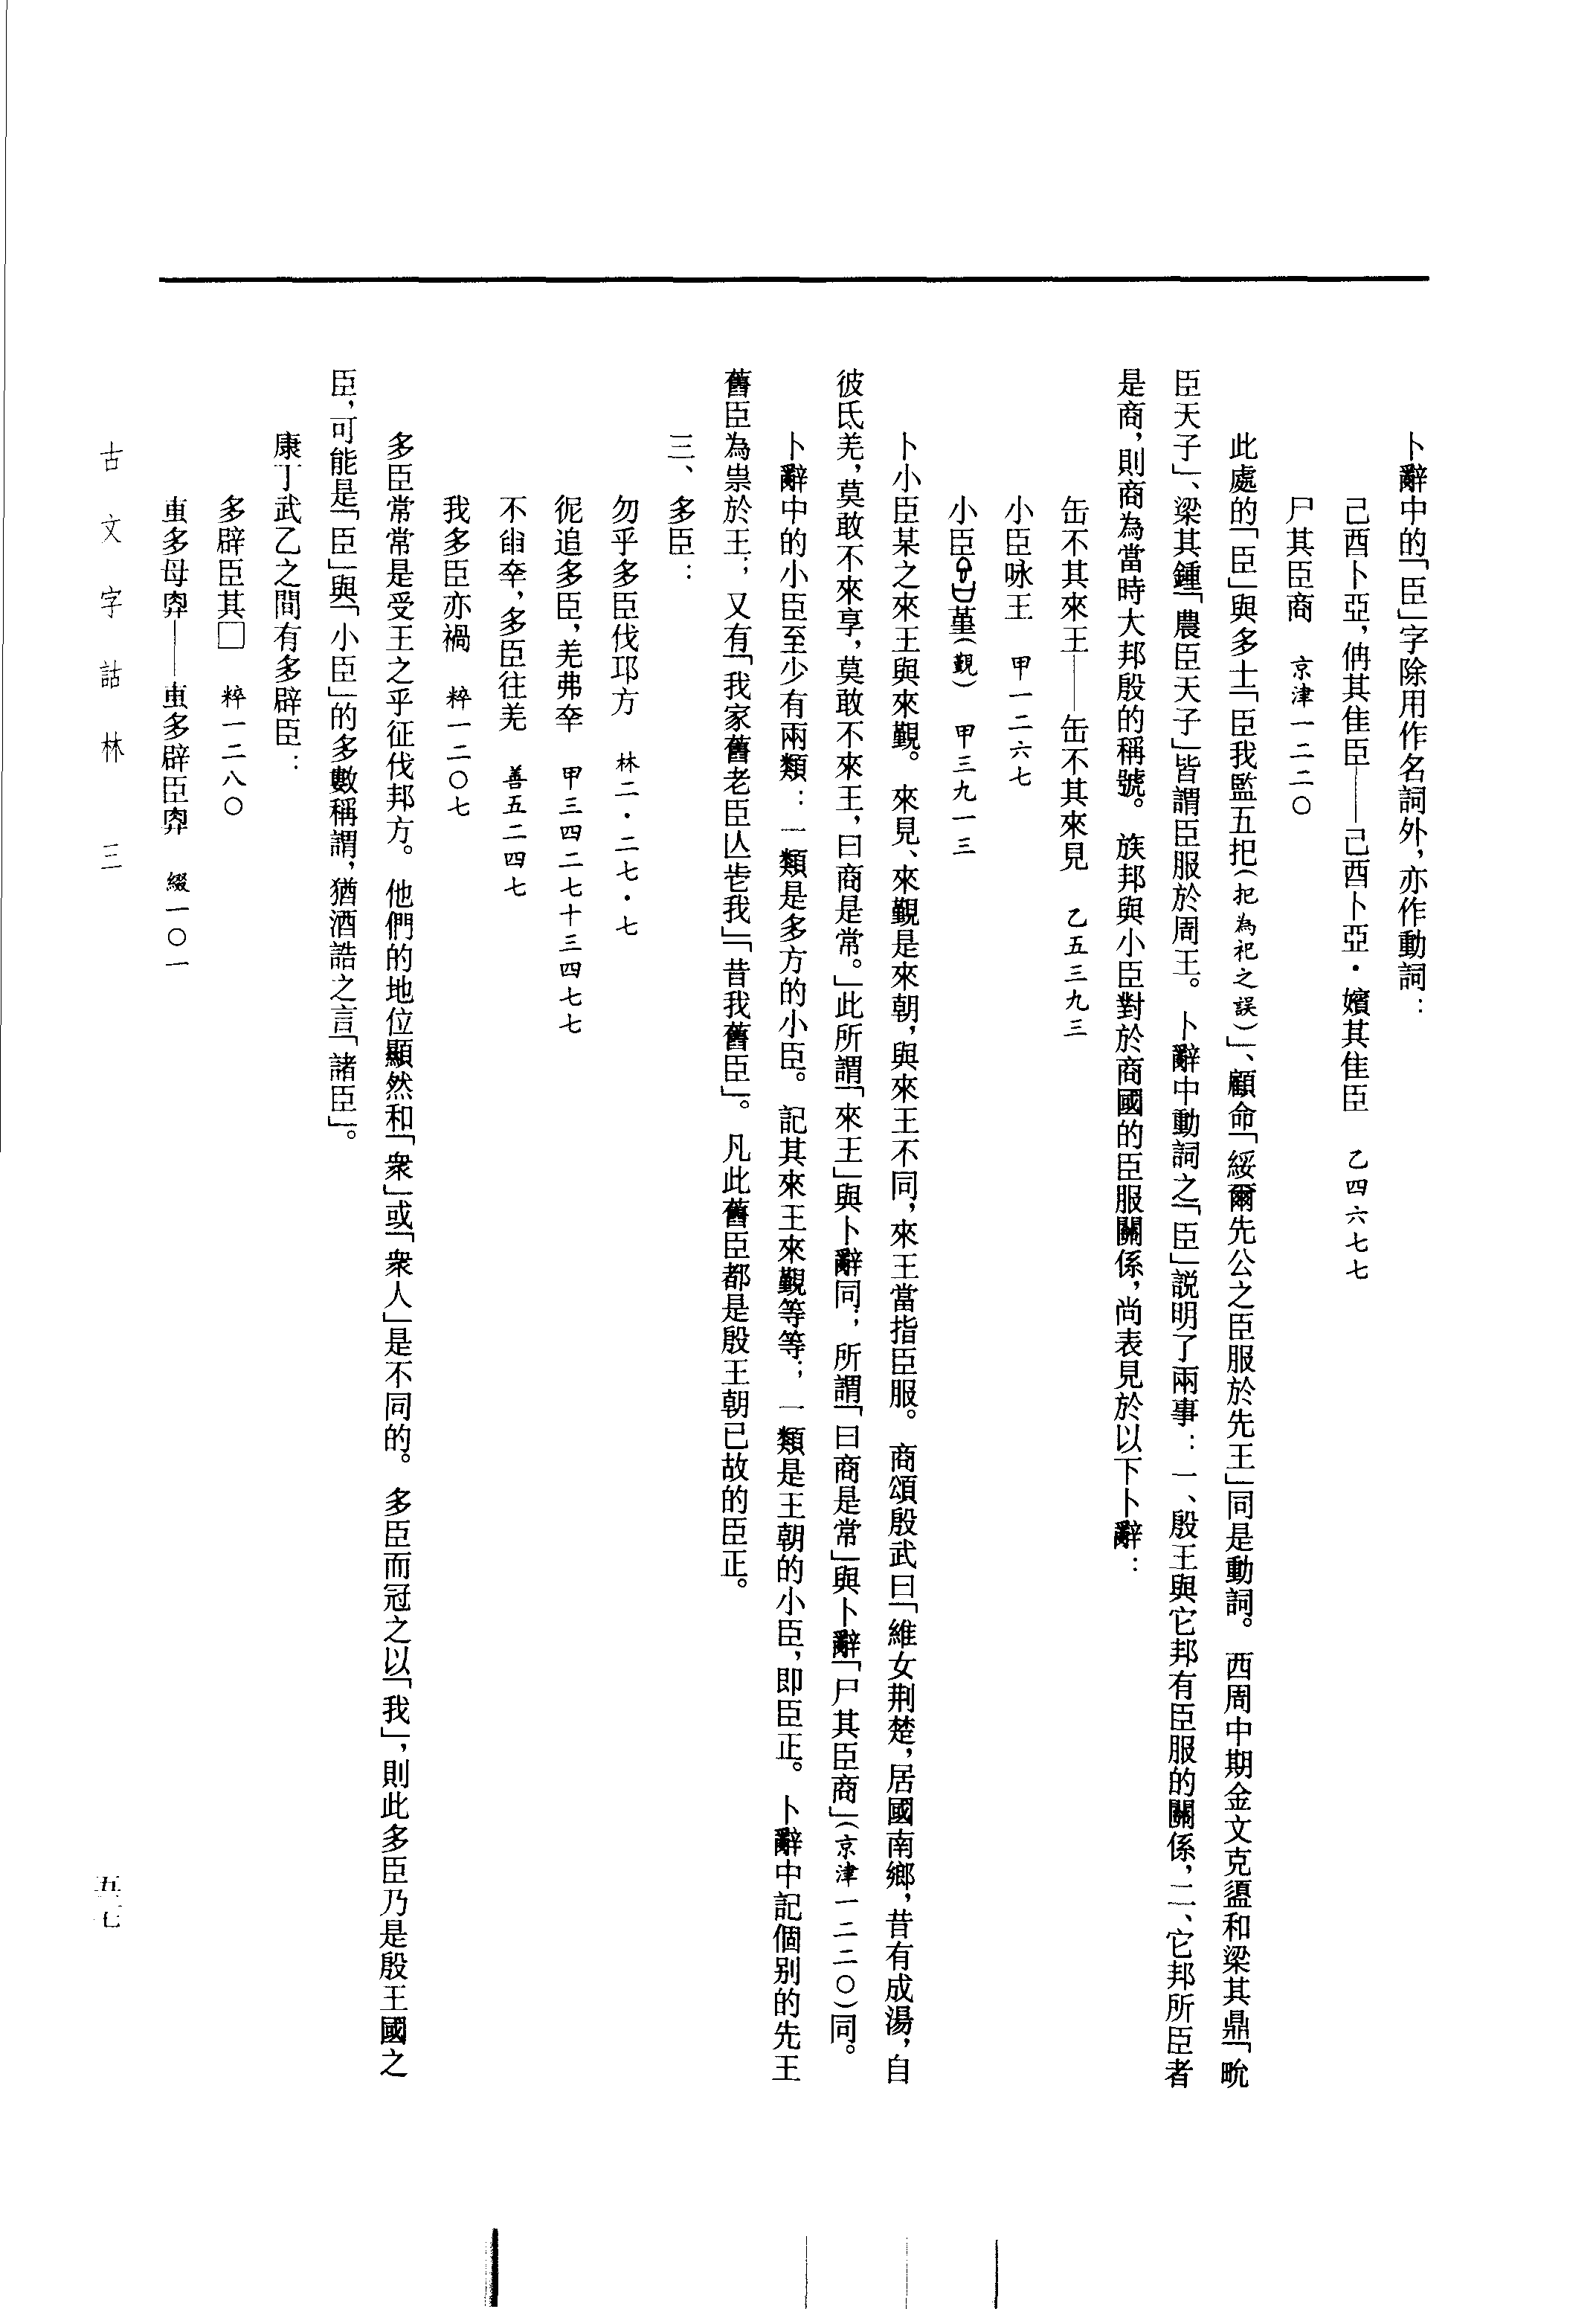 卜辭中的「臣」字除用作名詞外，亦作動詞：
己酉卜亞，侑其隹臣——己酉卜亞·嬪其隹臣　乙四六七七
尸其臣商　京津一二二〇
此處的「臣」與多士「臣我監五祀（祀為祀之誤）」、顧命「綏爾先公之臣服於先王」同是動詞。西周中期金文克盨和梁其鼎「畯
臣天子」、梁其鍾「農臣天子」皆謂臣服於周王。卜辭中動詞之「臣」説明了兩事：一、殷王與它邦有臣服的關係，二、它邦所臣者
是商，則商為當時大邦殷的稱號。族邦與小臣對於商國的臣服關係，尚表見於以下卜辭：
缶不其來王——缶不其來見　乙五三九三
小臣咏王　甲一二六七
小臣堇（覲）　甲三九一三
卜小臣某之來王與來覲。來見、來覲是來朝，與來王不同，來王當指臣服。商頌殷武曰「維女荆楚，居國南鄉，昔有成湯，自
彼氐羌，莫敢不來享，莫敢不來王，曰商是常。」此所謂「來王」與卜辭同；所謂「曰商是常」與卜辭「尸其臣商」（京津一二二〇）同。
卜辭中的小臣至少有兩類：一類是多方的小臣。記其來王來覲等等；一類是王朝的小臣，即臣正。卜辭中記個别的先王
舊臣為祟於王；又有「我家舊老臣亾𡆥我」「昔我舊臣」。凡此舊臣都是殷王朝已故的臣正。
三、多臣：
勿乎多臣伐邛方　林二·二七·七
伲追多臣，羌弗㚔　甲三四二七十三四七七
不㚔，多臣往羌　善五二四七
我多臣亦禍　粹一二〇七
多臣常常是受王之乎征伐邦方。他們的地位顯然和「衆」或「衆人」是不同的。多臣而冠之以「我」，則此多臣乃是殷王國之
臣，可能是「臣」與「小臣」的多數稱謂，猶酒誥之言「諸臣」。
康丁武乙之間有多辟臣：
多辟臣其□　粹一二八〇
叀多母——叀多辟臣　綴一〇一
古文字詁林　三
五七